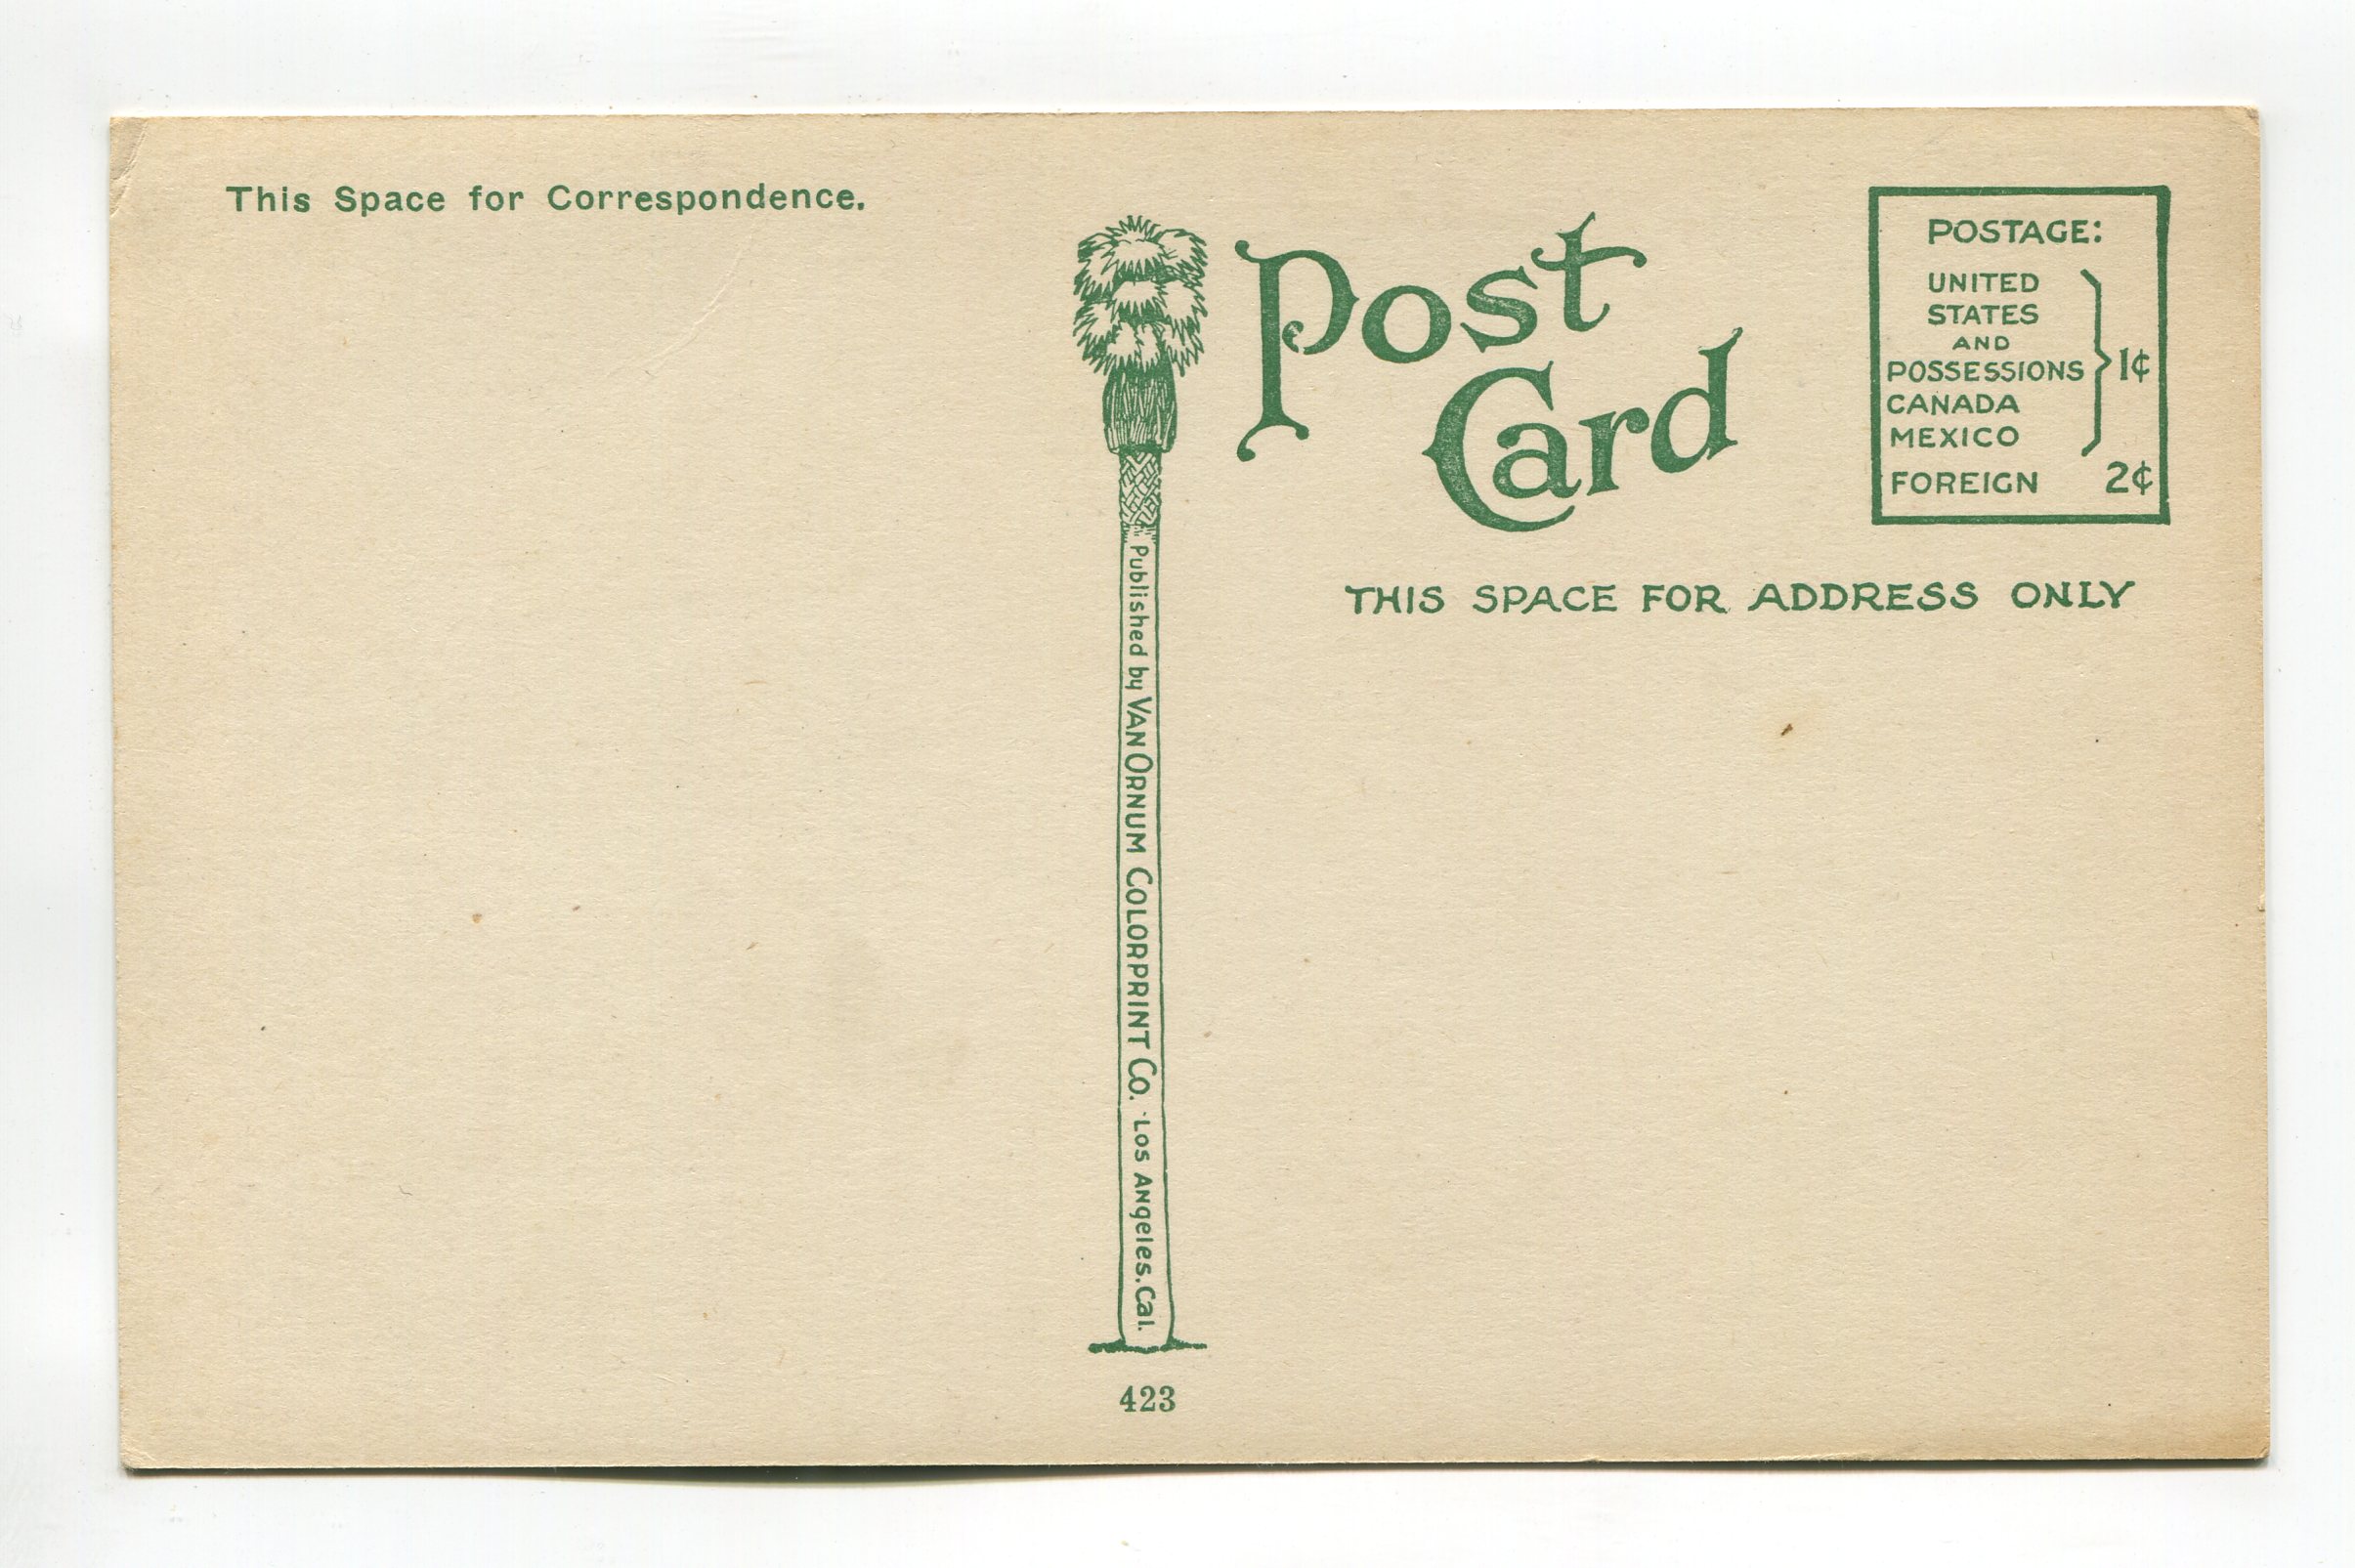 This Space for Correspondence.
Post
Card
POSTAGE:
UNITED
STATES
AND
POSSESSIONS
CANADA
MEXICO
1¢
FOREIGN 2¢
THIS SPACE FOR ADDRESS ONLY
Published by VAN ORNUM COLORPRINT CO. Los Angeles, Cal.
423